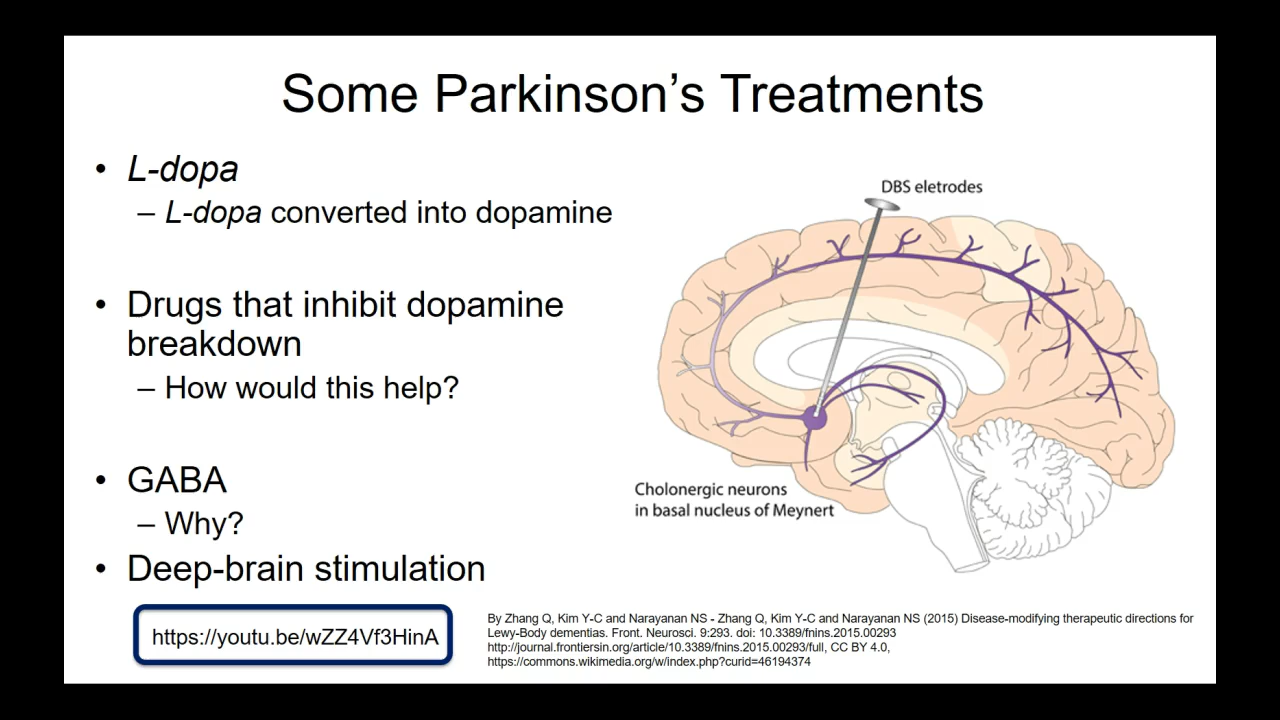 Some Parkinson's Treatments
• L-dopa
– L-dopa converted into dopamine
• Drugs that inhibit dopamine
breakdown
– How would this help?
• GABA
– Why?
• Deep-brain stimulation
https://youtu.be/wZZ4Vf3HinA
DBS eletrodes
Cholonergic neurons
in basal nucleus of Meynert
By Zhang Q, Kim Y-C and Narayanan NS - Zhang Q, Kim Y-C and Narayanan NS (2015) Disease-modifying therapeutic directions for
Lewy-Body dementias. Front. Neurosci. 9:293. doi: 10.3389/fnins.2015.00293
http://journal.frontiersin.org/article/10.3389/fnins.2015.00293/full, CC BY 4.0,
https://commons.wikimedia.org/w/index.php?curid=46194374